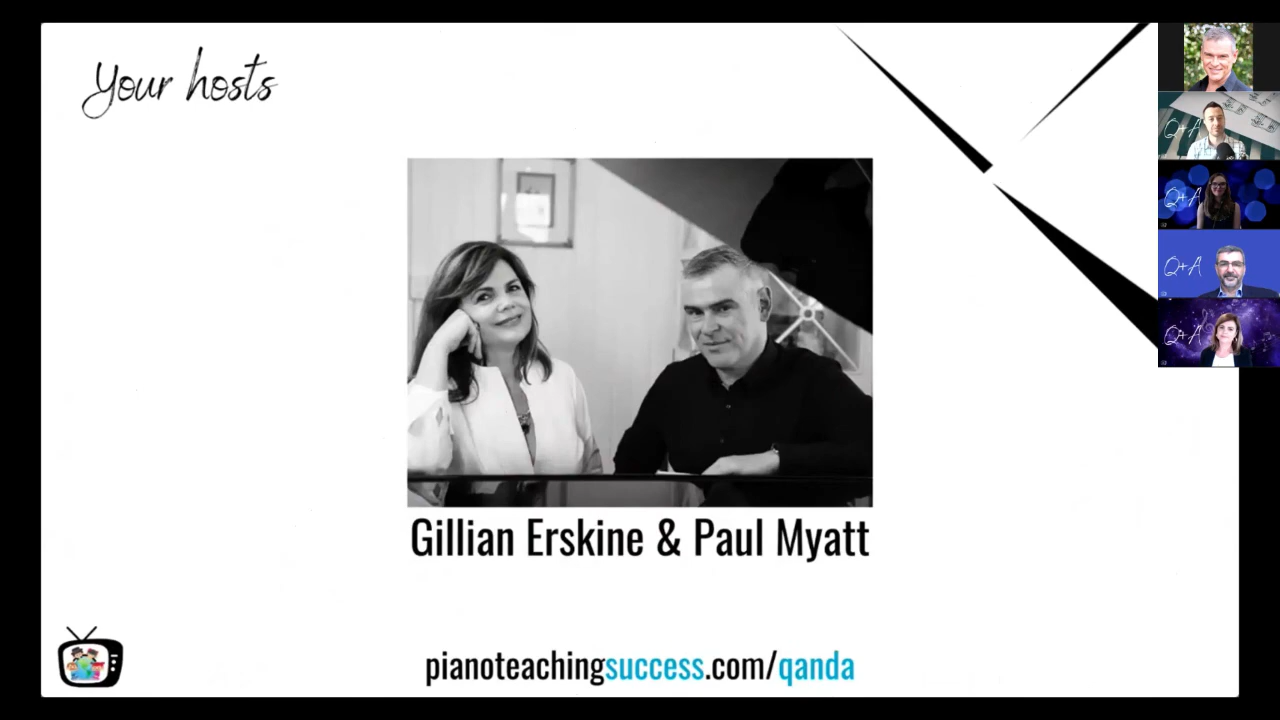 Your hosts
Q+A
Q+A
Q+A
Q+A
Gillian Erskine & Paul Myatt
pianoteachingsuccess.com/qanda